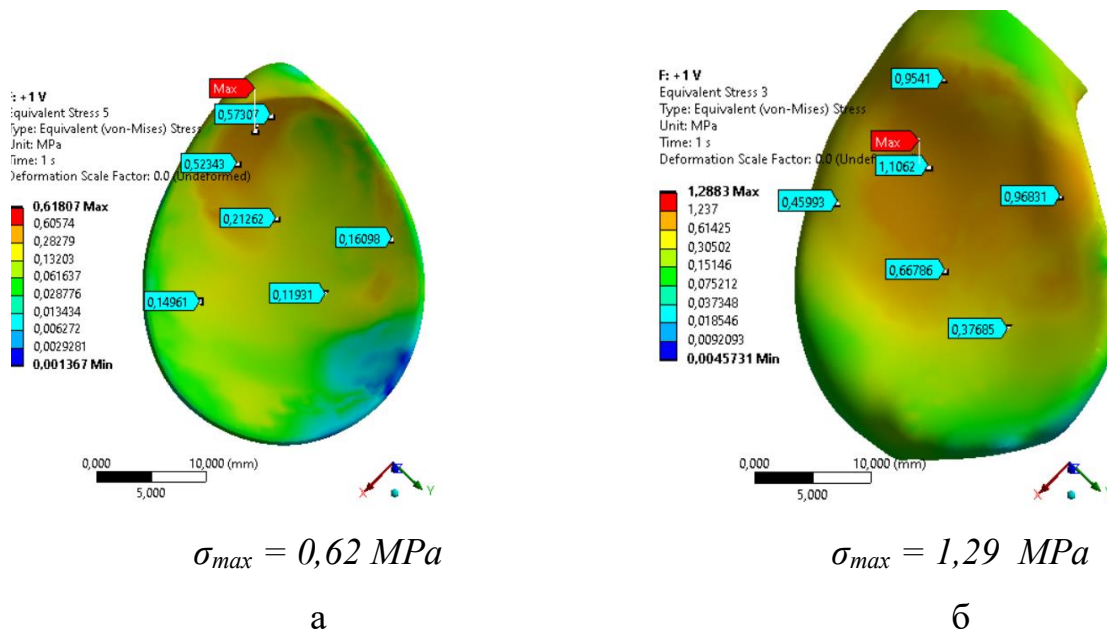 : +1 V
Equivalent Stress 5
Type: Equivalent (von-Mises) Stress
Unit: MPa
Time: 1 s
Deformation Scale Factor: 0.0 (Undeformed)
0,61807 Max
0,60574
0,28279
0,13203
0,061637
0,028776
0,013434
0,006272
0,0029281
0,001367 Min
Max
0,57307
0,52343
0,21262
0,16098
0,14961
0,11931
0,000
10,000 (mm)
5,000
X
Y
F: +1 V
Equivalent Stress 3
Type: Equivalent (von-Mises) Stress
Unit: MPa
Time: 1 s
Deformation Scale Factor: 0.0 (Undef
1,2883 Max
1,237
0,61425
0,30502
0,15146
0,075212
0,037348
0,018546
0,0092093
0,0045731 Min
0,9541
Max
1,1062
0,45993
0,96831
0,66786
0,37685
0,000
10,000 (mm)
5,000
X
Y
σmax = 0,62 MPa
σmax = 1,29 MPa
а
б